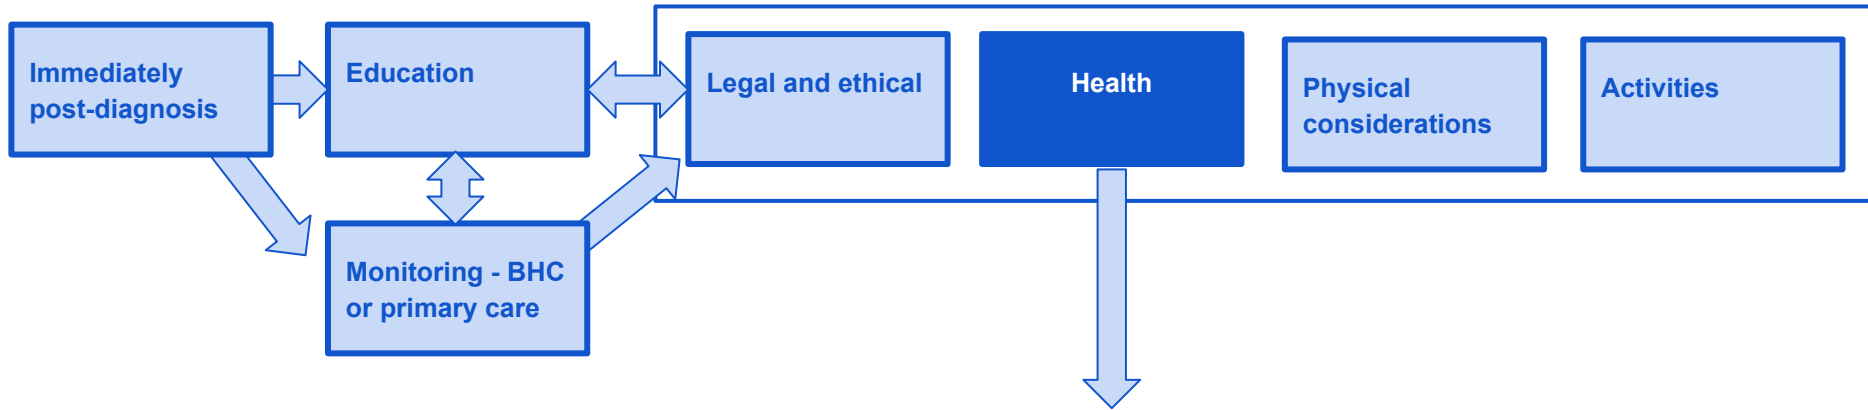 Immediately
post-diagnosis
Education
Legal and ethical
Health
Physical
considerations
Activities
Monitoring - BHC
or primary care